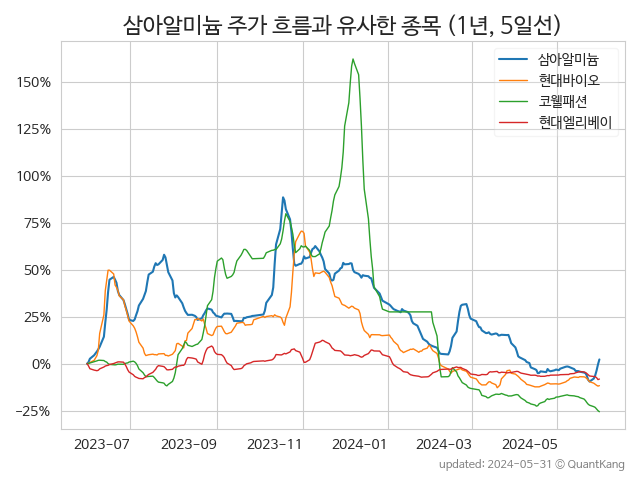 삼아알미늄 주가 흐름과 유사한 종목 (1년, 5일선)
삼아알미늄
현대바이오
코웰패션
현대엘리베이
150%
125%
100%
75%
50%
25%
0%
−25%
2023-07 2023-09 2023-11 2024-01 2024-03 2024-05
updated: 2024-05-31 © QuantKang